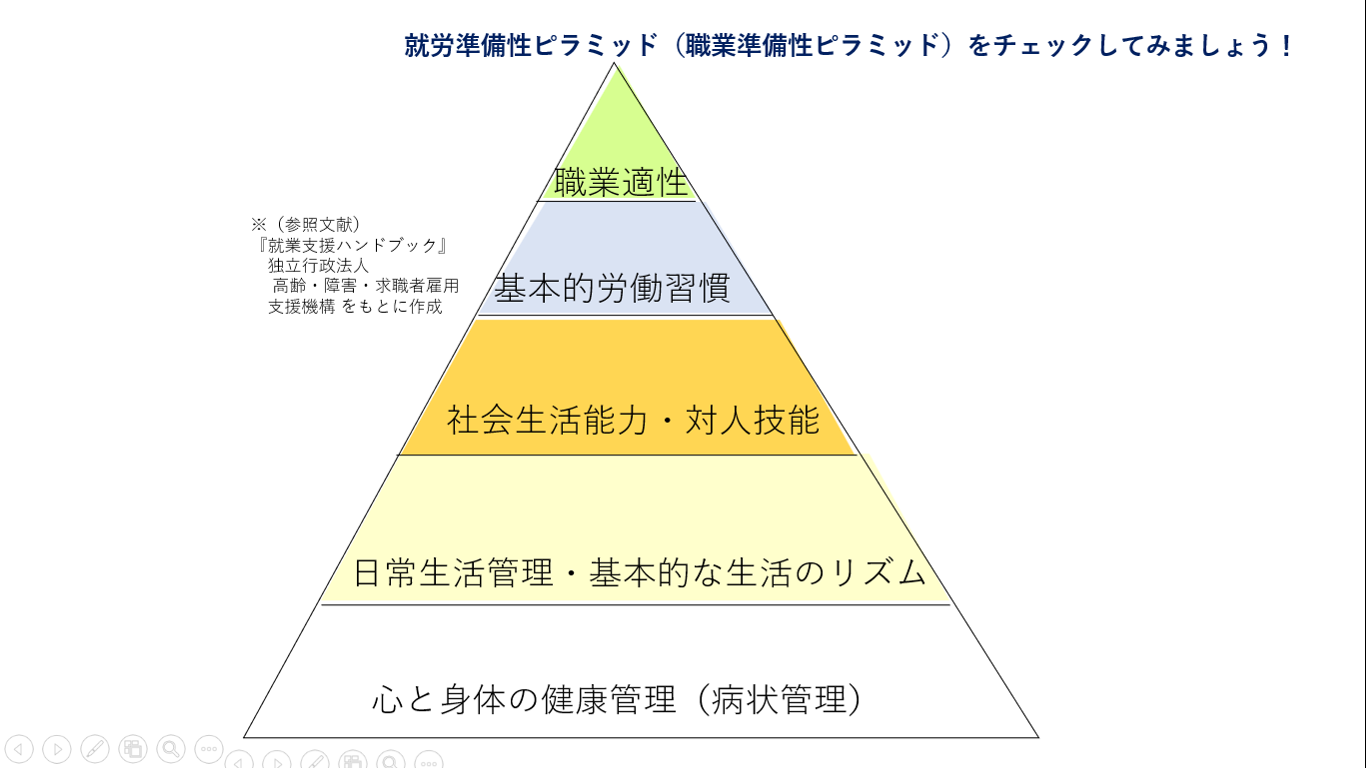 就労準備性ピラミッド（職業準備性ピラミッド）をチェックしてみましょう！
職業適性
※（参照文献）
『就業支援ハンドブック』
独立行政法人
高齢・障害・求職者雇用
支援機構 をもとに作成
基本的労働習慣
社会生活能力・対人技能
日常生活管理・基本的な生活のリズム
心と身体の健康管理（病状管理）